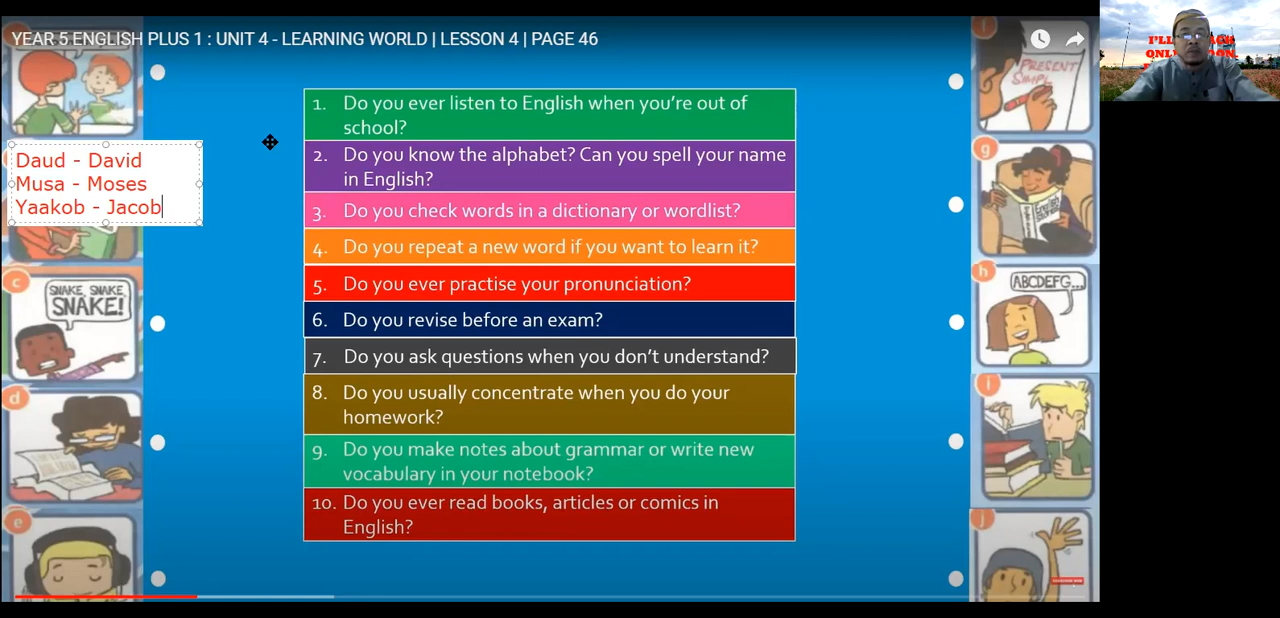 YEAR 5 ENGLISH PLUS 1 : UNIT 4 - LEARNING WORLD | LESSON 4 | PAGE 46
Daud - David
Musa - Moses
Yaakob - Jacob
1. Do you ever listen to English when you're out of
school?
2. Do you know the alphabet? Can you spell your name
in English?
3. Do you check words in a dictionary or wordlist?
4. Do you repeat a new word if you want to learn it?
5. Do you ever practise your pronunciation?
6. Do you revise before an exam?
7. Do you ask questions when you don't understand?
8. Do you usually concentrate when you do your
homework?
9. Do you make notes about grammar or write new
vocabulary in your notebook?
10. Do you ever read books, articles or comics in
English?
c
SNAKE, SNAKE,
SNAKE!
d
e
f
PRESENT
SIMPL
g
h
ABCDEFG...
i
j